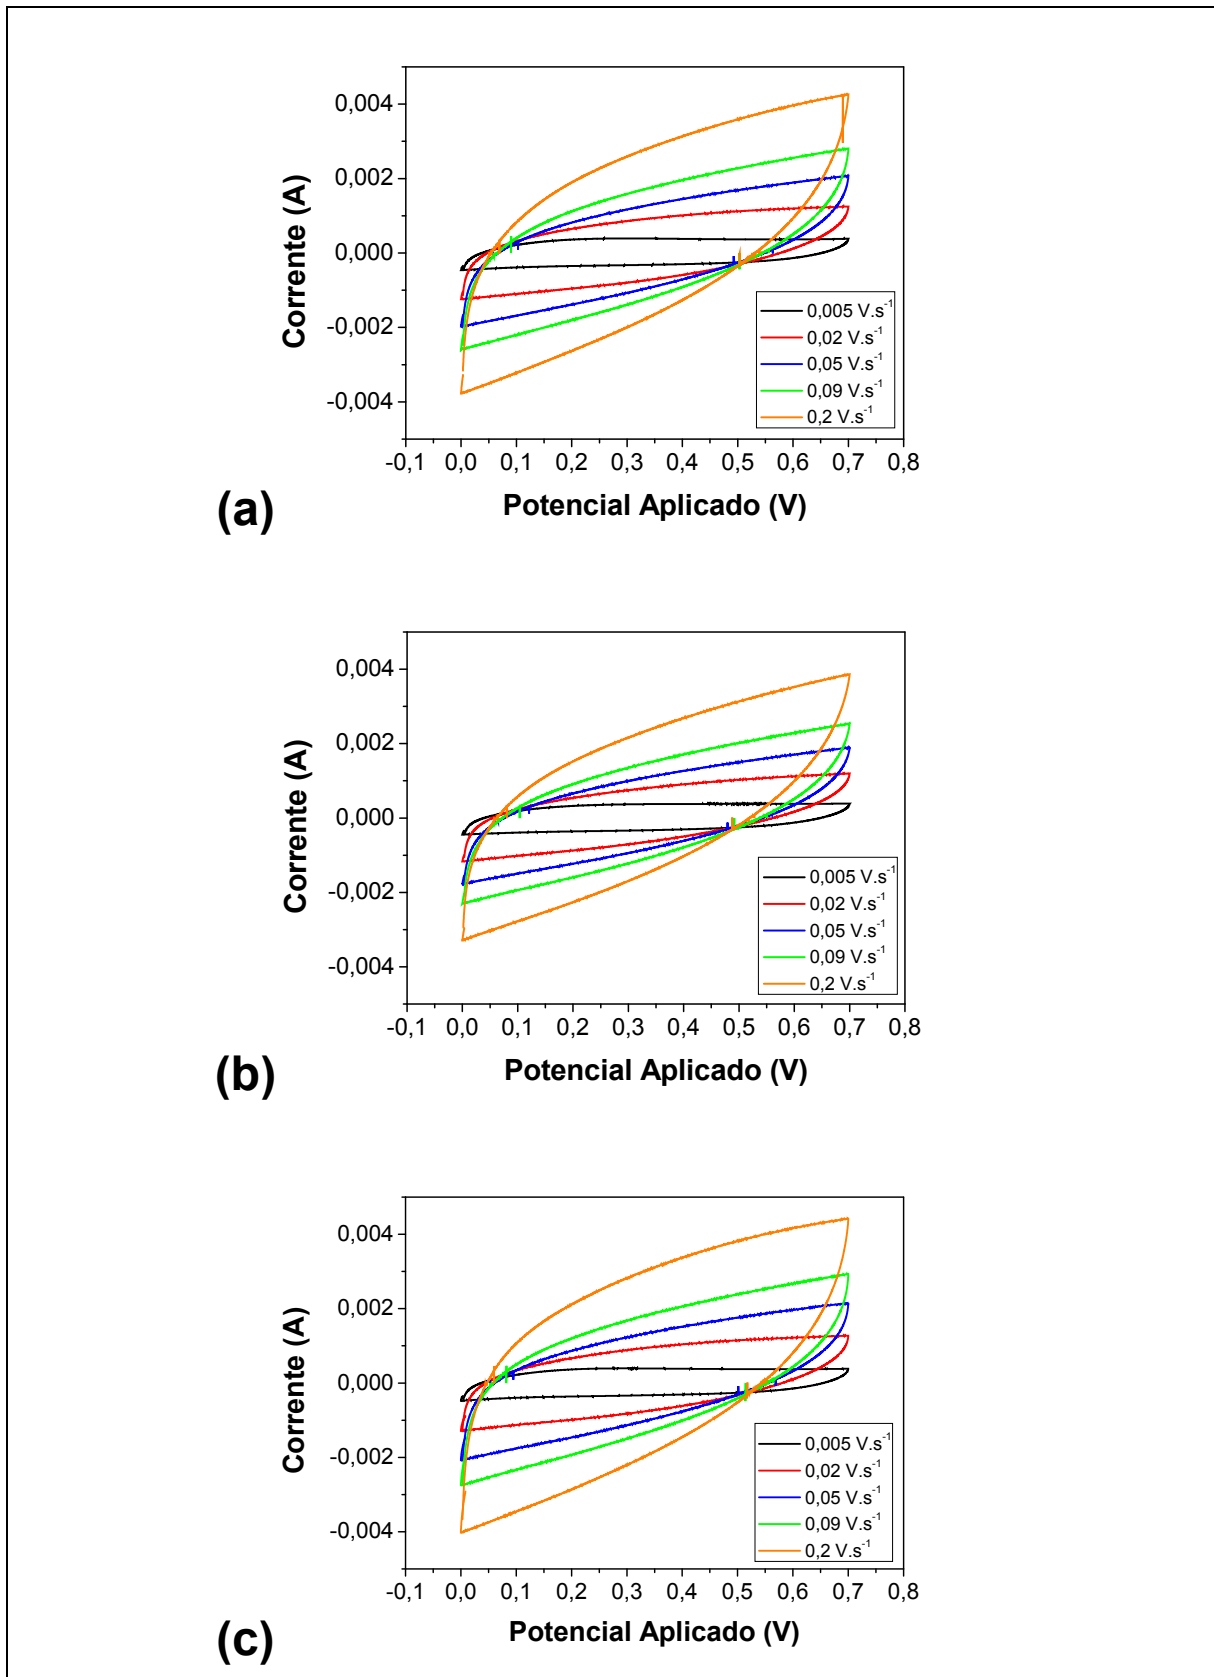 0,004
0,002
0,000
-0,002
-0,004
Corrente (A)
0,005 V.s-1
0,02 V.s-1
0,05 V.s-1
0,09 V.s-1
0,2 V.s-1
-0,1 0,0 0,1 0,2 0,3 0,4 0,5 0,6 0,7 0,8
Potencial Aplicado (V)
(a)
0,004
0,002
0,000
-0,002
-0,004
Corrente (A)
0,005 V.s-1
0,02 V.s-1
0,05 V.s-1
0,09 V.s-1
0,2 V.s-1
-0,1 0,0 0,1 0,2 0,3 0,4 0,5 0,6 0,7 0,8
Potencial Aplicado (V)
(b)
0,004
0,002
0,000
-0,002
-0,004
Corrente (A)
0,005 V.s-1
0,02 V.s-1
0,05 V.s-1
0,09 V.s-1
0,2 V.s-1
-0,1 0,0 0,1 0,2 0,3 0,4 0,5 0,6 0,7 0,8
Potencial Aplicado (V)
(c)